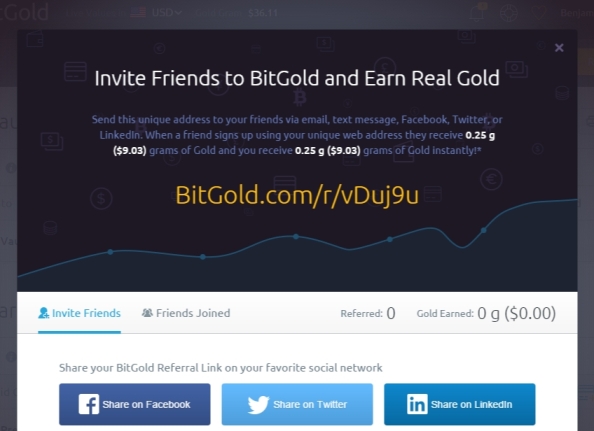 Gold USD $36.11
×
Invite Friends to BitGold and Earn Real Gold
Send this unique address to your friends via email, text message, Facebook, Twitter, or
LinkedIn. When a friend signs up using your unique web address they receive 0.25 g
($9.03) grams of Gold and you receive 0.25 g ($9.03) grams of Gold instantly!*
BitGold.com/r/vDuj9u
Invite Friends Friends Joined Referred: 0 Gold Earned: 0 g ($0.00)
Share your BitGold Referral Link on your favorite social network
Share on Facebook Share on Twitter Share on LinkedIn